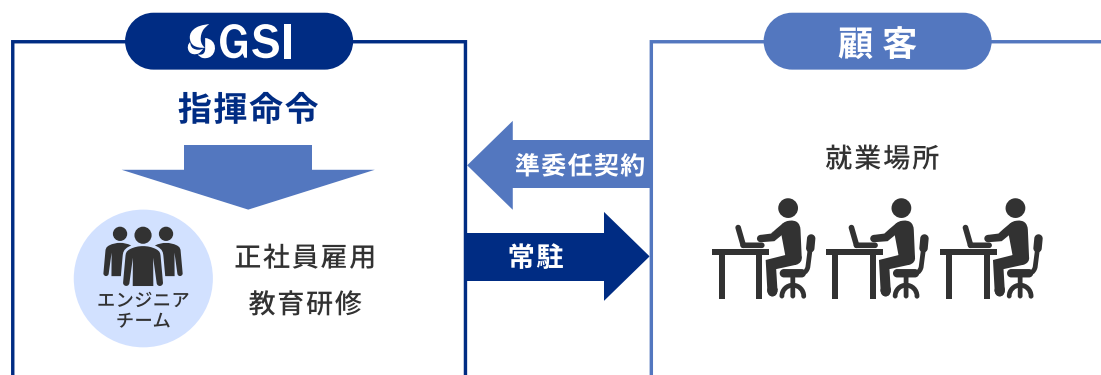 GSI
指揮命令
エンジニア
チーム
正社員雇用
教育研修
準委任契約
常駐
顧客
就業場所